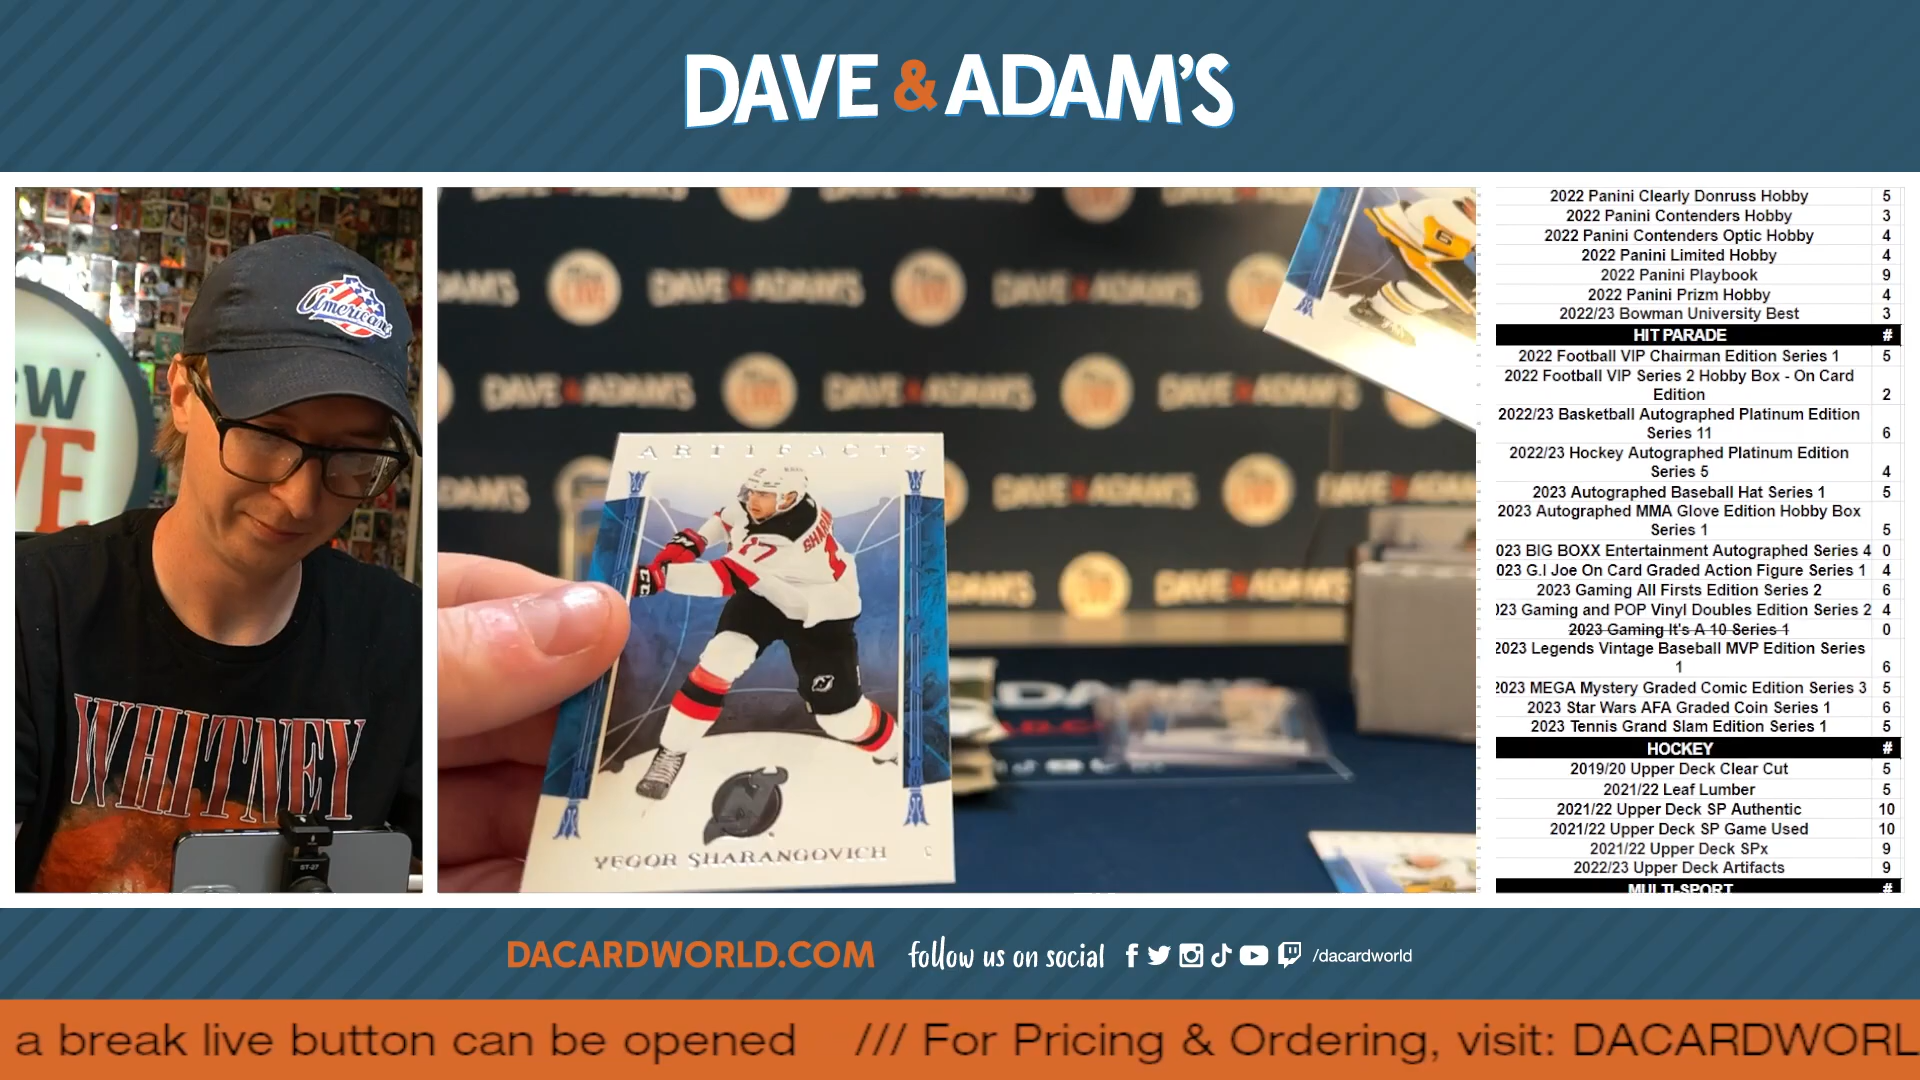 DAVE & ADAM'S
Americans
W
VE
WHITNEY
ST-27
DAVE & ADAM'S
ARTIFACTS
17
SHARAN
YEGOR SHARANGOVICH
2022 Panini Clearly Donruss Hobby 5
2022 Panini Contenders Hobby 3
2022 Panini Contenders Optic Hobby 4
2022 Panini Limited Hobby 4
2022 Panini Playbook 9
2022 Panini Prizm Hobby 4
2022/23 Bowman University Best 3
HIT PARADE #
2022 Football VIP Chairman Edition Series 1 5
2022 Football VIP Series 2 Hobby Box - On Card
Edition 2
2022/23 Basketball Autographed Platinum Edition
Series 11 6
2022/23 Hockey Autographed Platinum Edition
Series 5 4
2023 Autographed Baseball Hat Series 1 5
2023 Autographed MMA Glove Edition Hobby Box
Series 1 5
023 BIG BOXX Entertainment Autographed Series 4 0
023 G.I Joe On Card Graded Action Figure Series 1 4
2023 Gaming All Firsts Edition Series 2 6
23 Gaming and POP Vinyl Doubles Edition Series 2 4
2023 Gaming It's A 10 Series 1 0
2023 Legends Vintage Baseball MVP Edition Series
1 6
2023 MEGA Mystery Graded Comic Edition Series 3 5
2023 Star Wars AFA Graded Coin Series 1 6
2023 Tennis Grand Slam Edition Series 1 5
HOCKEY #
2019/20 Upper Deck Clear Cut 5
2021/22 Leaf Lumber 5
2021/22 Upper Deck SP Authentic 10
2021/22 Upper Deck SP Game Used 10
2021/22 Upper Deck SPx 9
2022/23 Upper Deck Artifacts 9
MULTI-SPORT #
DACARDWORLD.COM follow us on social /dacardworld
a break live button can be opened /// For Pricing & Ordering, visit: DACARDWORL